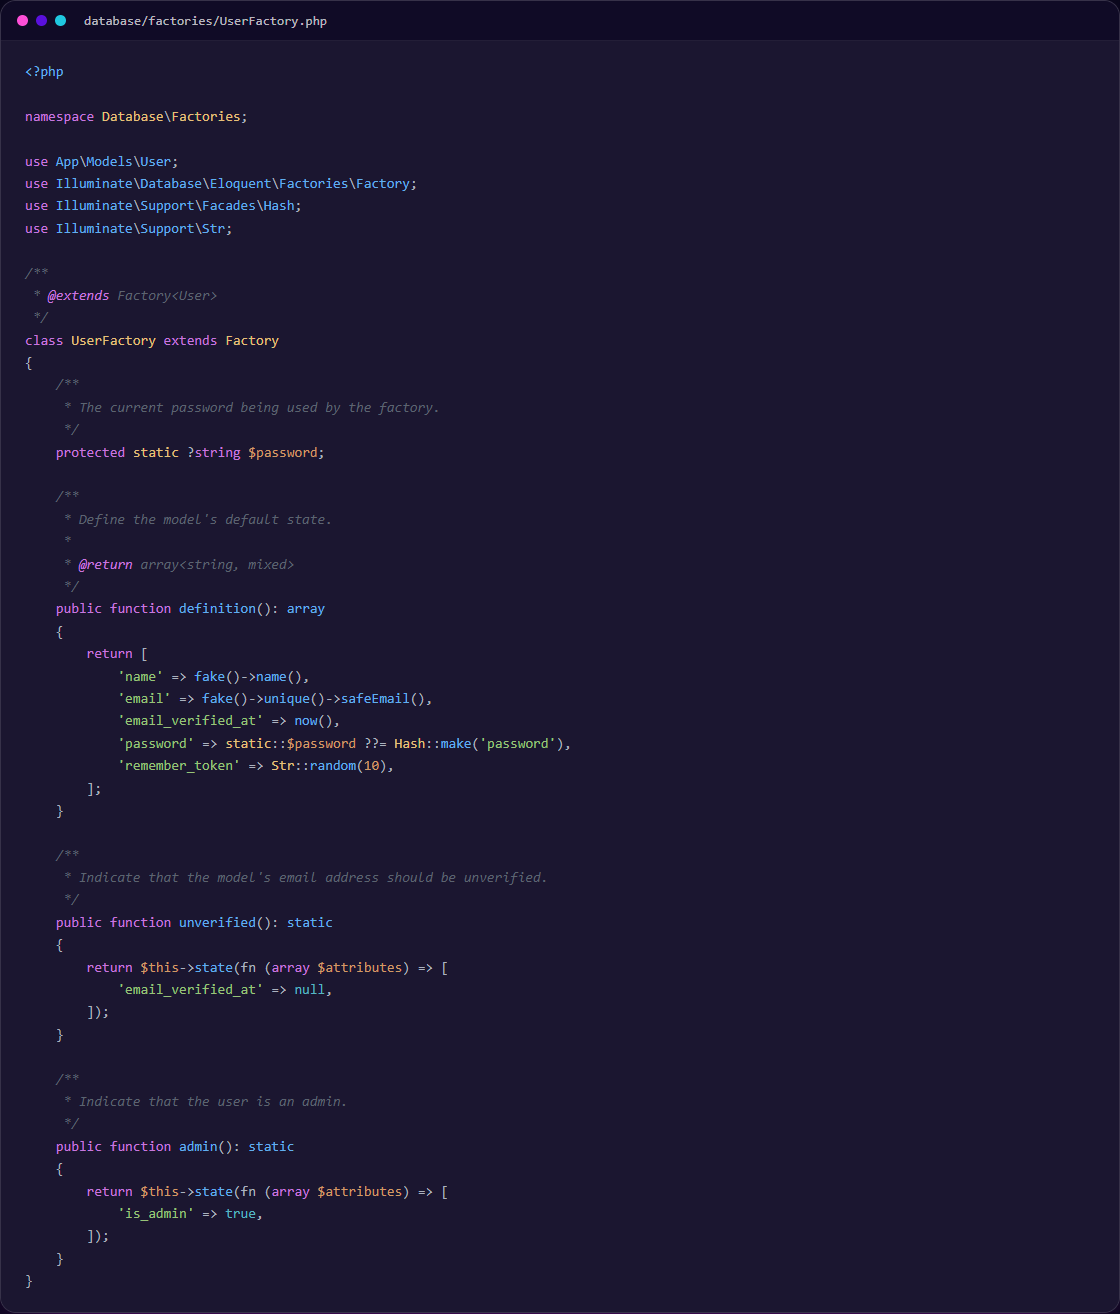 database/factories/UserFactory.php
<?php
namespace Database\Factories;
use App\Models\User;
use Illuminate\Database\Eloquent\Factories\Factory;
use Illuminate\Support\Facades\Hash;
use Illuminate\Support\Str;
/**
 * @extends Factory<User>
 */
class UserFactory extends Factory
{
    /**
     * The current password being used by the factory.
     */
    protected static ?string $password;
    /**
     * Define the model's default state.
     *
     * @return array<string, mixed>
     */
    public function definition(): array
    {
        return [
            'name' => fake()->name(),
            'email' => fake()->unique()->safeEmail(),
            'email_verified_at' => now(),
            'password' => static::$password ??= Hash::make('password'),
            'remember_token' => Str::random(10),
        ];
    }
    /**
     * Indicate that the model's email address should be unverified.
     */
    public function unverified(): static
    {
        return $this->state(fn (array $attributes) => [
            'email_verified_at' => null,
        ]);
    }
    /**
     * Indicate that the user is an admin.
     */
    public function admin(): static
    {
        return $this->state(fn (array $attributes) => [
            'is_admin' => true,
        ]);
    }
}